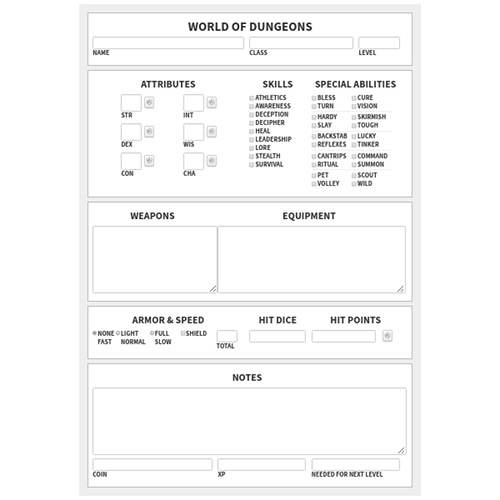 WORLD OF DUNGEONS
NAME CLASS LEVEL
ATTRIBUTES SKILLS SPECIAL ABILITIES
STR INT
DEX WIS
CON CHA
ATHLETICS
AWARENESS
DECEPTION
DECIPHER
HEAL
LEADERSHIP
LORE
STEALTH
SURVIVAL
BLESS CURE
TURN VISION
HARDY SKIRMISH
SLAY TOUGH
BACKSTAB LUCKY
REFLEXES TINKER
CANTRIPS COMMAND
RITUAL SUMMON
PET SCOUT
VOLLEY WILD
WEAPONS EQUIPMENT
ARMOR & SPEED HIT DICE HIT POINTS
NONE LIGHT FULL SHIELD
FAST NORMAL SLOW
TOTAL
NOTES
COIN XP NEEDED FOR NEXT LEVEL